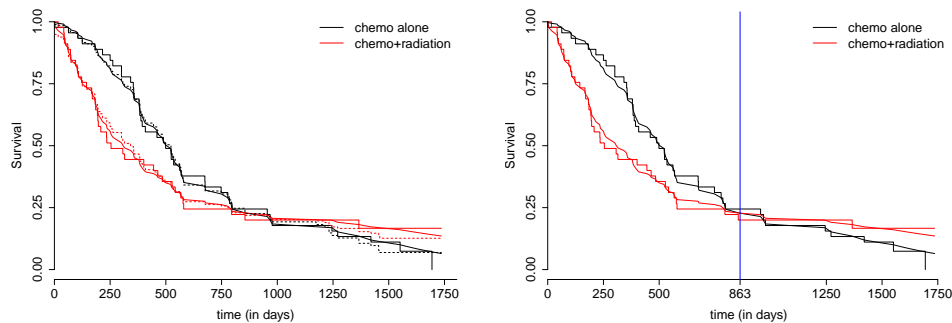 chemo alone
chemo+radiation
Survival
1.00
0.75
0.50
0.25
0.00
0 250 500 750 1000 1250 1500 1750
time (in days)
chemo alone
chemo+radiation
Survival
1.00
0.75
0.50
0.25
0.00
0 250 500 863 1250 1500 1750
time (in days)